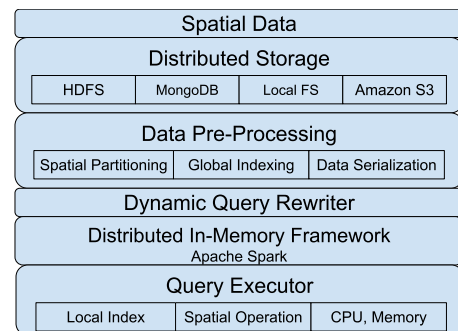 Spatial Data
Distributed Storage
HDFS MongoDB Local FS Amazon S3
Data Pre-Processing
Spatial Partitioning Global Indexing Data Serialization
Dynamic Query Rewriter
Distributed In-Memory Framework
Apache Spark
Query Executor
Local Index Spatial Operation CPU, Memory